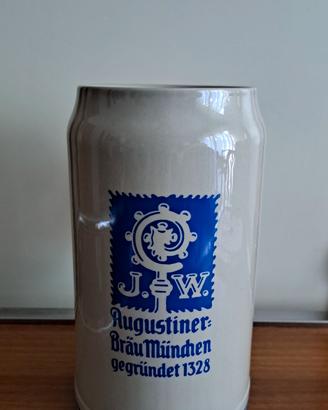 J. W.
Augustiner=
Bräu München
gegründet 1328